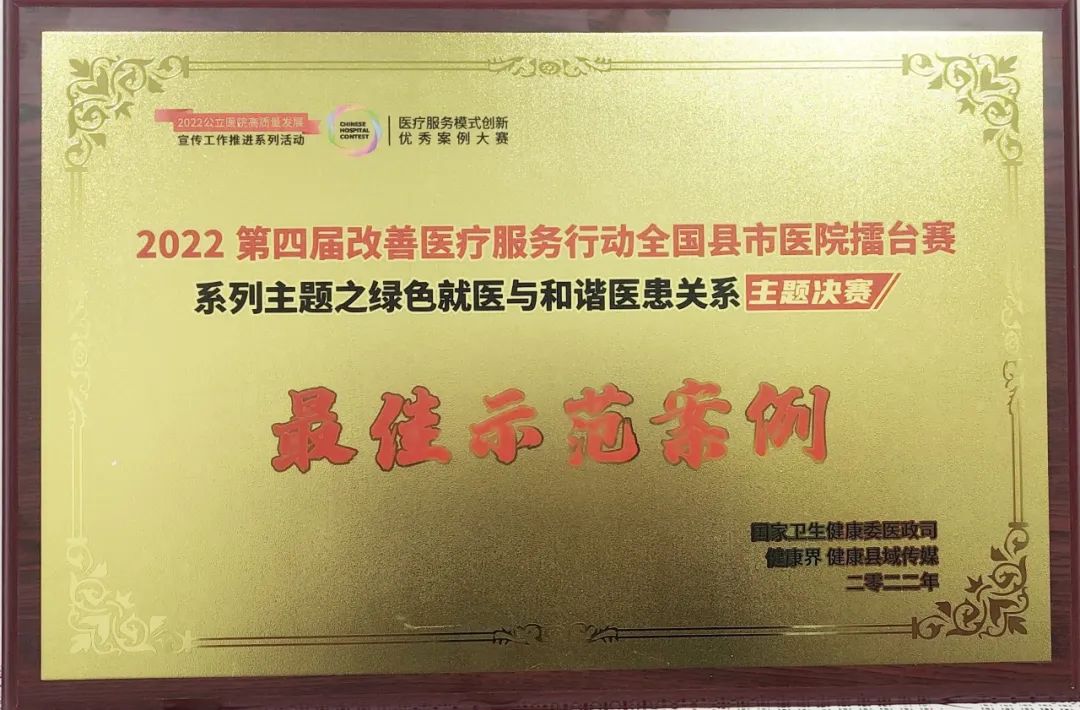 2022公立医院高质量发展
宣传工作推进系列活动
CHINESE
HOSPITAL
CONTEST
医疗服务模式创新
优秀案例大赛
2022 第四届改善医疗服务行动全国县市医院擂台赛
系列主题之绿色就医与和谐医患关系 主题决赛
最佳示范案例
国家卫生健康委医政司
健康界 健康县域传媒
二零二二年